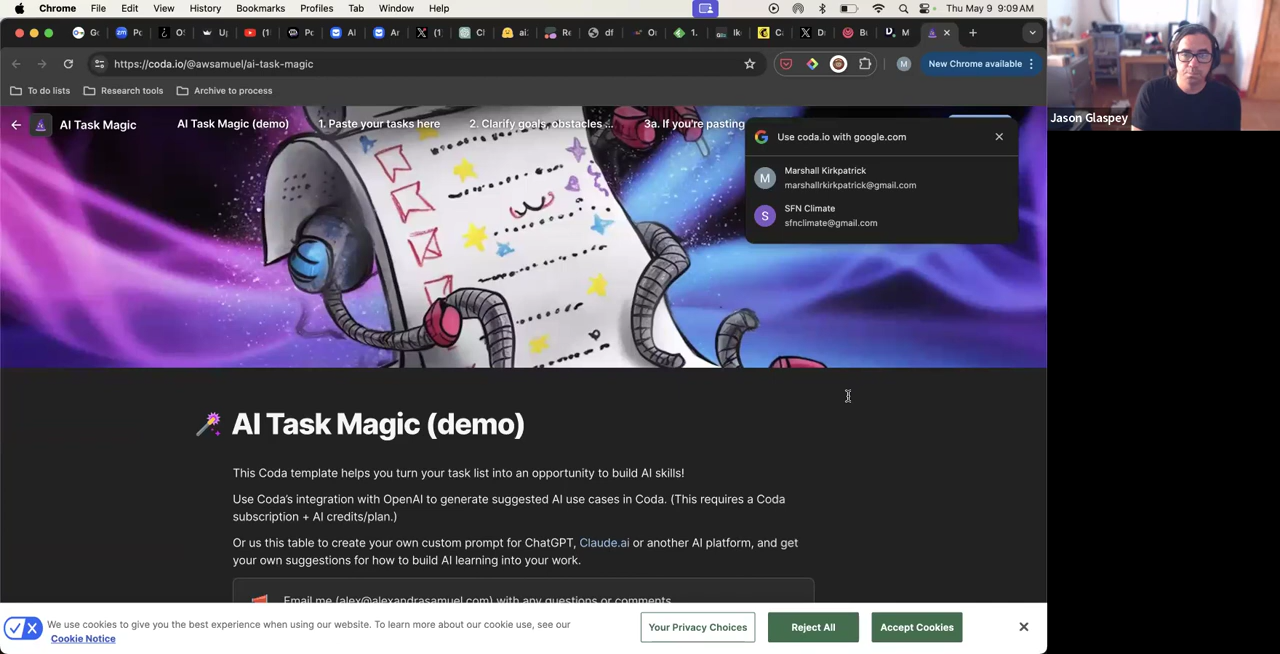 Chrome File Edit View History Bookmarks Profiles Tab Window Help Thu May 9 9:09 AM
https://coda.io/@awsamuel/ai-task-magic M New Chrome available
To do lists Research tools Archive to process
Jason Glaspey
AI Task Magic AI Task Magic (demo) 1. Paste your tasks here 2. Clarify goals, obstacles ... 3a. If you're pasting
Use coda.io with google.com
M Marshall Kirkpatrick
marshallrkirkpatrick@gmail.com
S SFN Climate
sfnclimate@gmail.com
AI Task Magic (demo)
This Coda template helps you turn your task list into an opportunity to build AI skills!
Use Coda's integration with OpenAI to generate suggested AI use cases in Coda. (This requires a Coda
subscription + AI credits/plan.)
Or us this table to create your own custom prompt for ChatGPT, Claude.ai or another AI platform, and get
your own suggestions for how to build AI learning into your work.
Email me (alex@alexandrasamuel.com) with any questions or comments
We use cookies to give you the best experience when using our website. To learn more about our cookie use, see our
Cookie Notice
Your Privacy Choices Reject All Accept Cookies